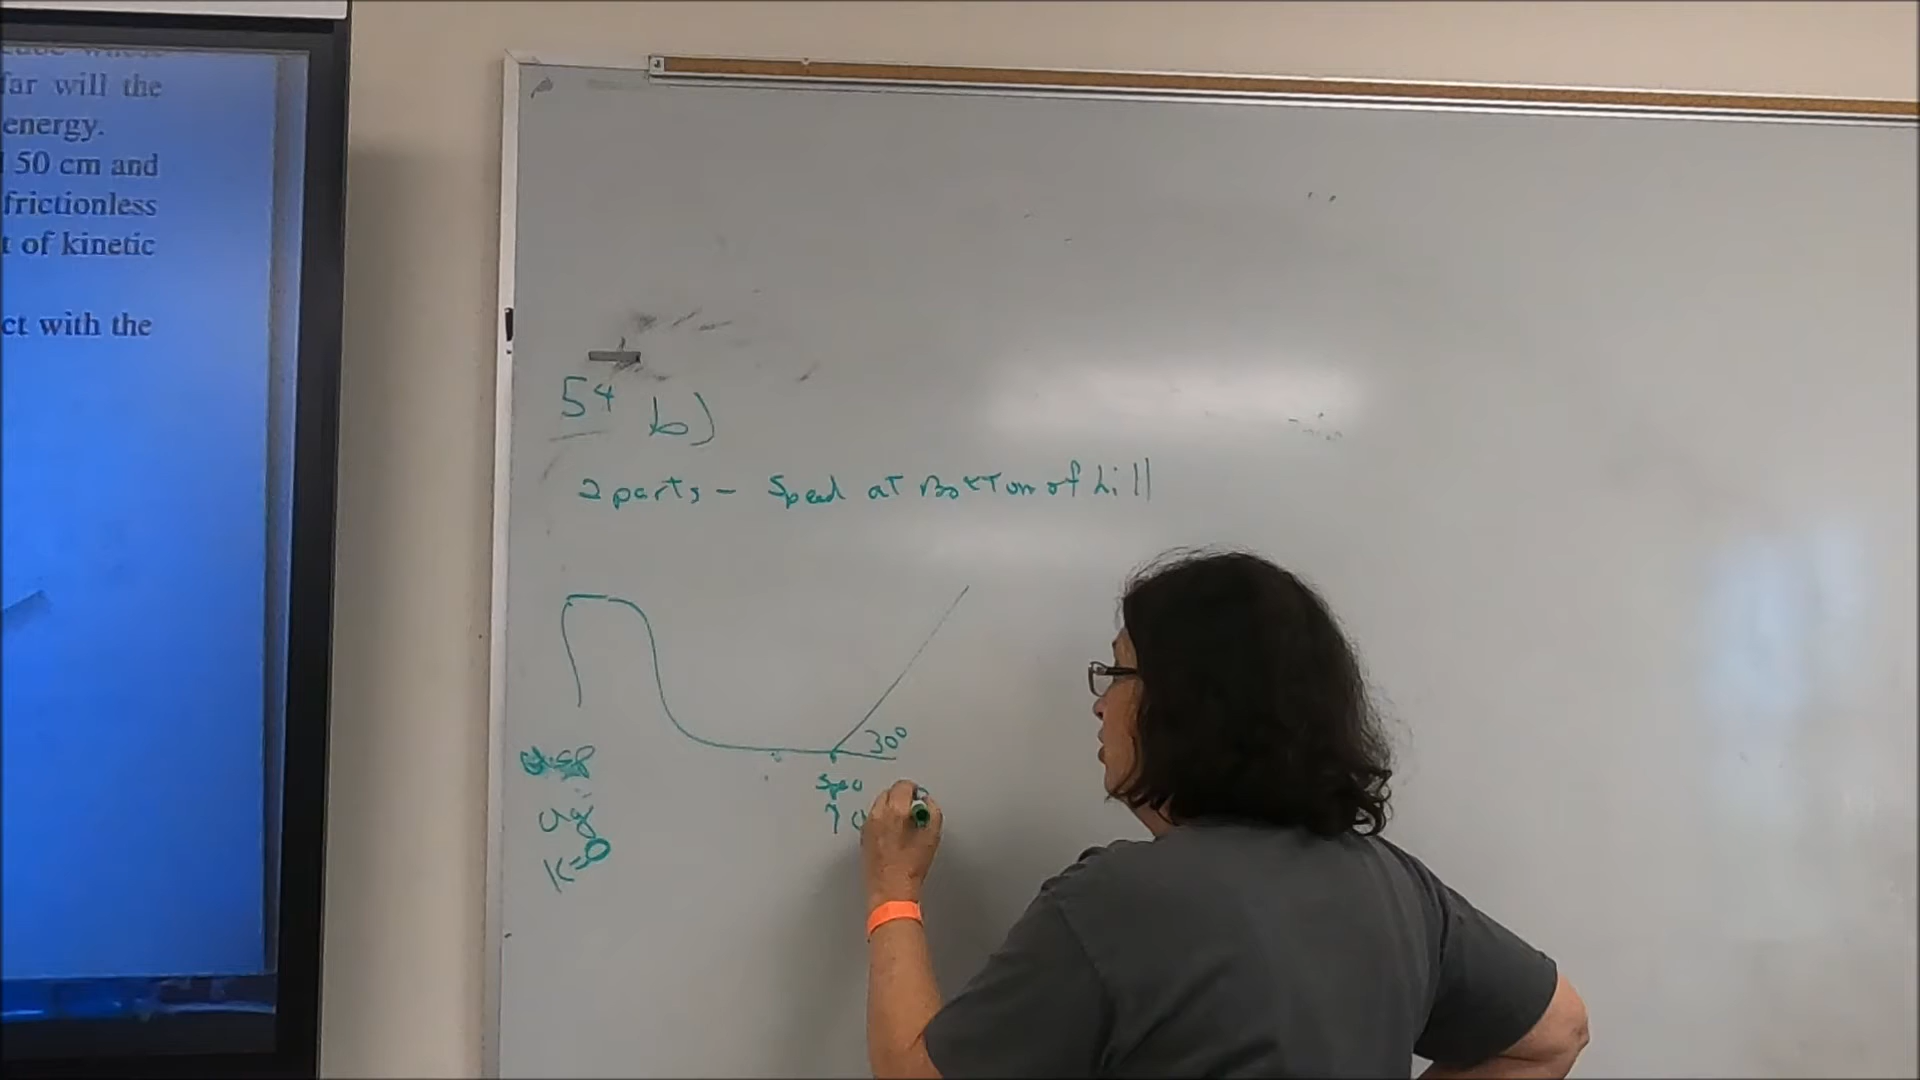 far will the
energy.
50 cm and
frictionless
of kinetic
ct with the
54 b)
2 parts - Speed at Bottom of hill
30°
Ug
K=0